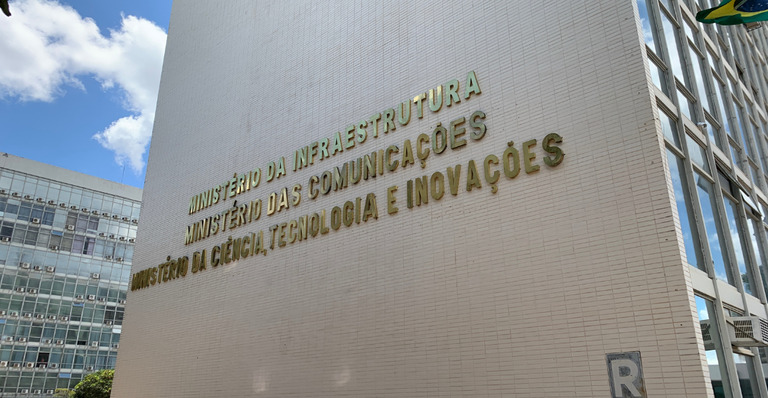 MINISTÉRIO DA INFRAESTRUTURA
MINISTÉRIO DAS COMUNICAÇÕES
MINISTÉRIO DA CIÊNCIA, TECNOLOGIA E INOVAÇÕES
R